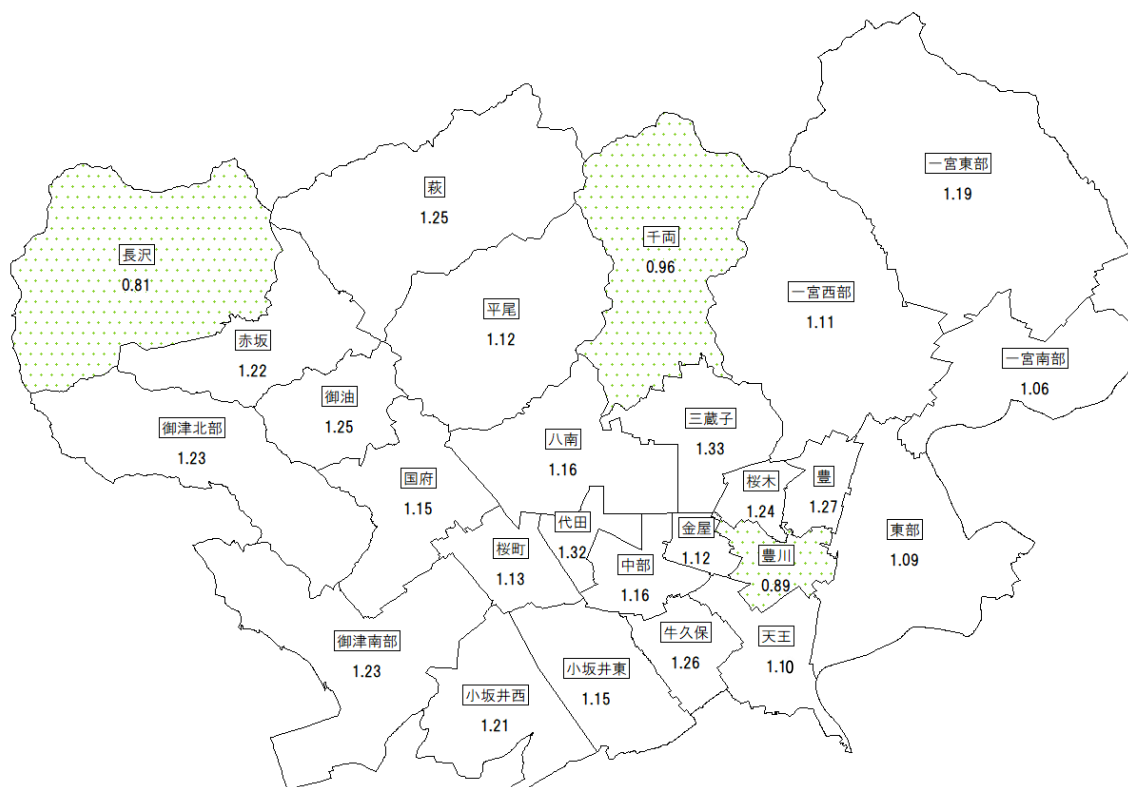 一宮東部
1.19
萩
1.25
千両
0.96
長沢
0.81
一宮西部
1.11
平尾
1.12
赤坂
1.22
一宮南部
1.06
御油
1.25
三蔵子
1.33
御津北部
1.23
八南
1.16
国府
1.15
桜木
1.24
豊
1.27
代田
1.32
金屋
1.12
東部
1.09
桜町
1.13
中部
1.16
豊川
0.89
御津南部
1.23
牛久保
1.26
天王
1.10
小坂井東
1.15
小坂井西
1.21